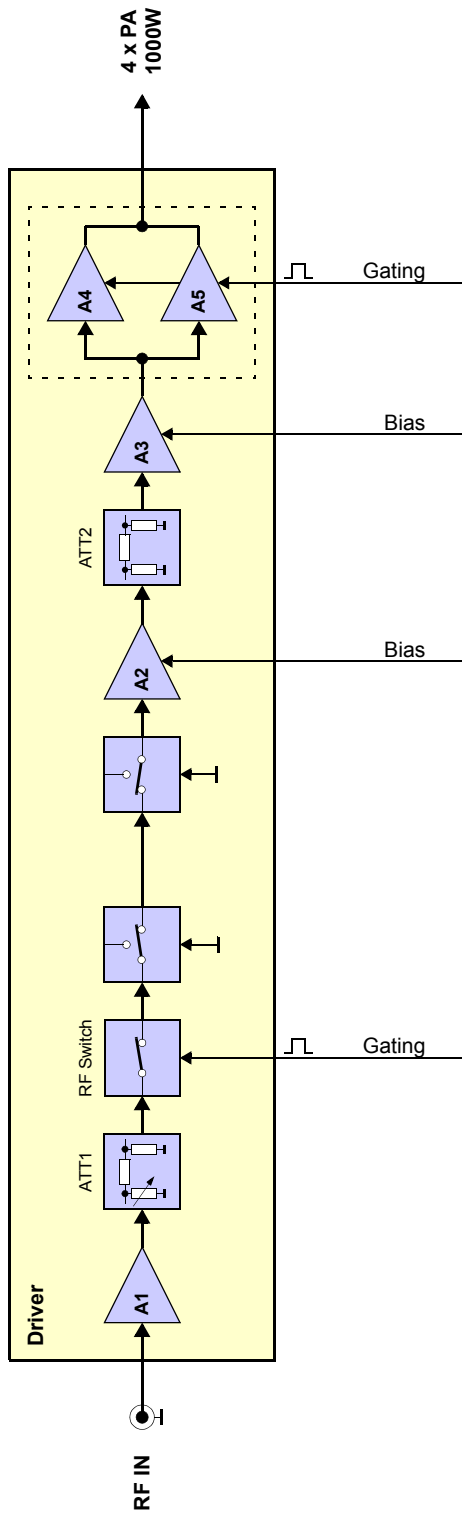 Driver
RF IN
A1
ATT1
RF Switch
Gating
A2
Bias
ATT2
A3
Bias
A4
A5
Gating
4 x PA
1000W